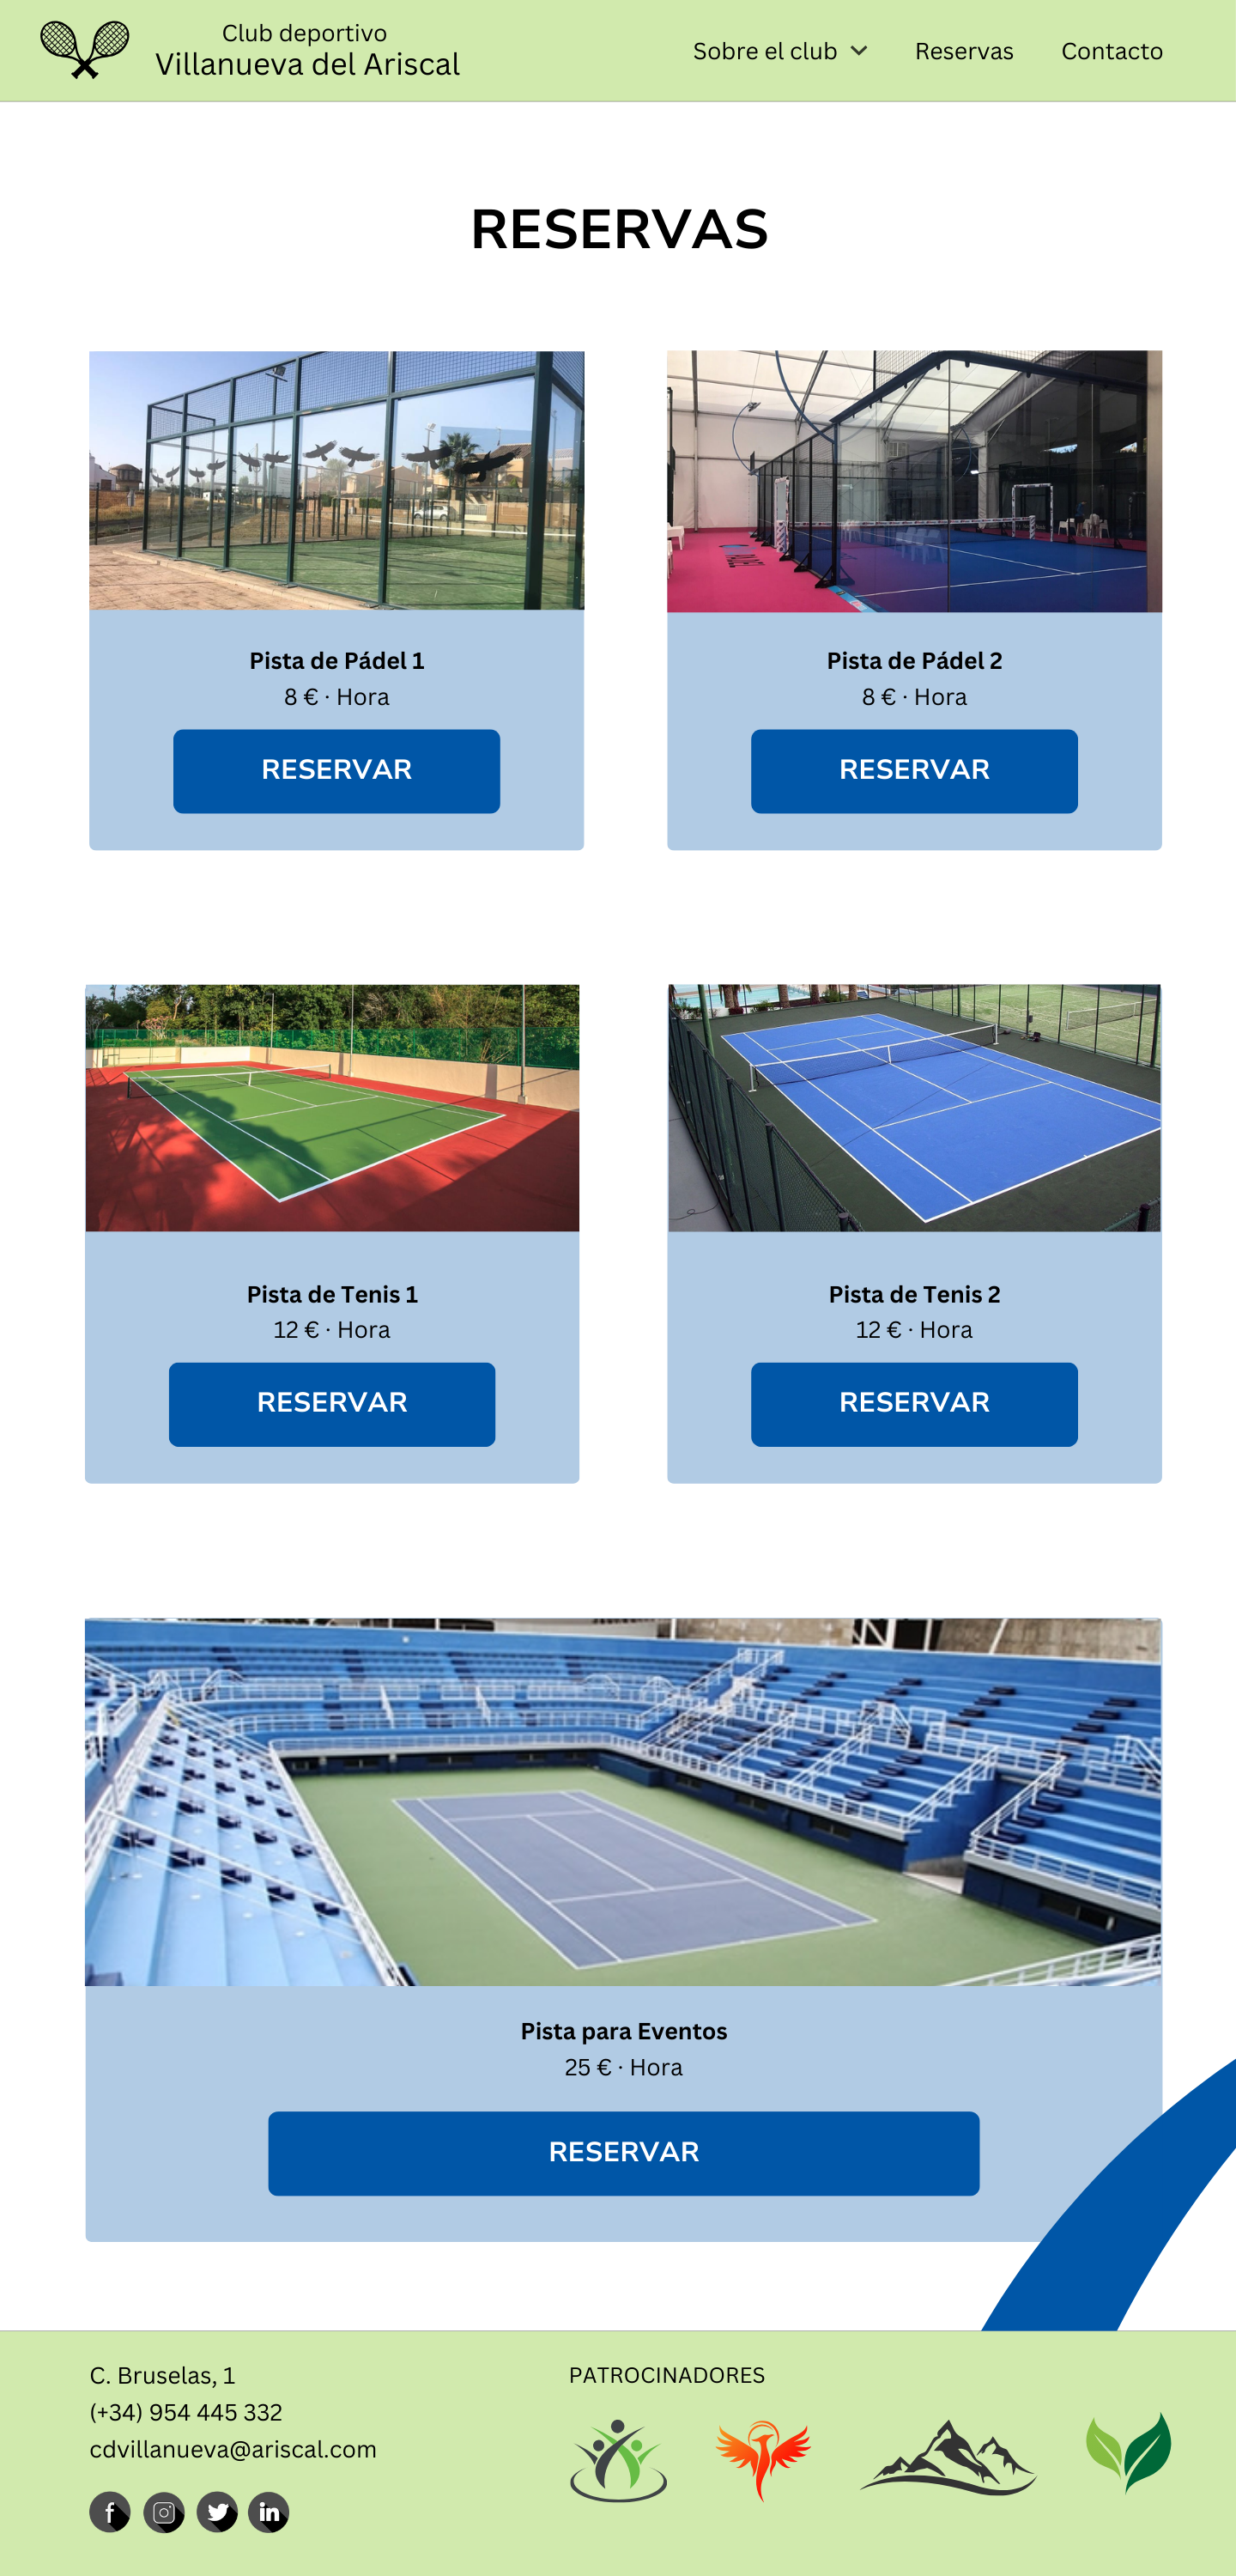 Club deportivo
Villanueva del Ariscal
Sobre el club
Reservas
Contacto
RESERVAS
Pista de Pádel 1
8 € · Hora
RESERVAR
Pista de Pádel 2
8 € · Hora
RESERVAR
Pista de Tenis 1
12 € · Hora
RESERVAR
Pista de Tenis 2
12 € · Hora
RESERVAR
Pista para Eventos
25 € · Hora
RESERVAR
C. Bruselas, 1
(+34) 954 445 332
cdvillanueva@ariscal.com
PATROCINADORES
f
in